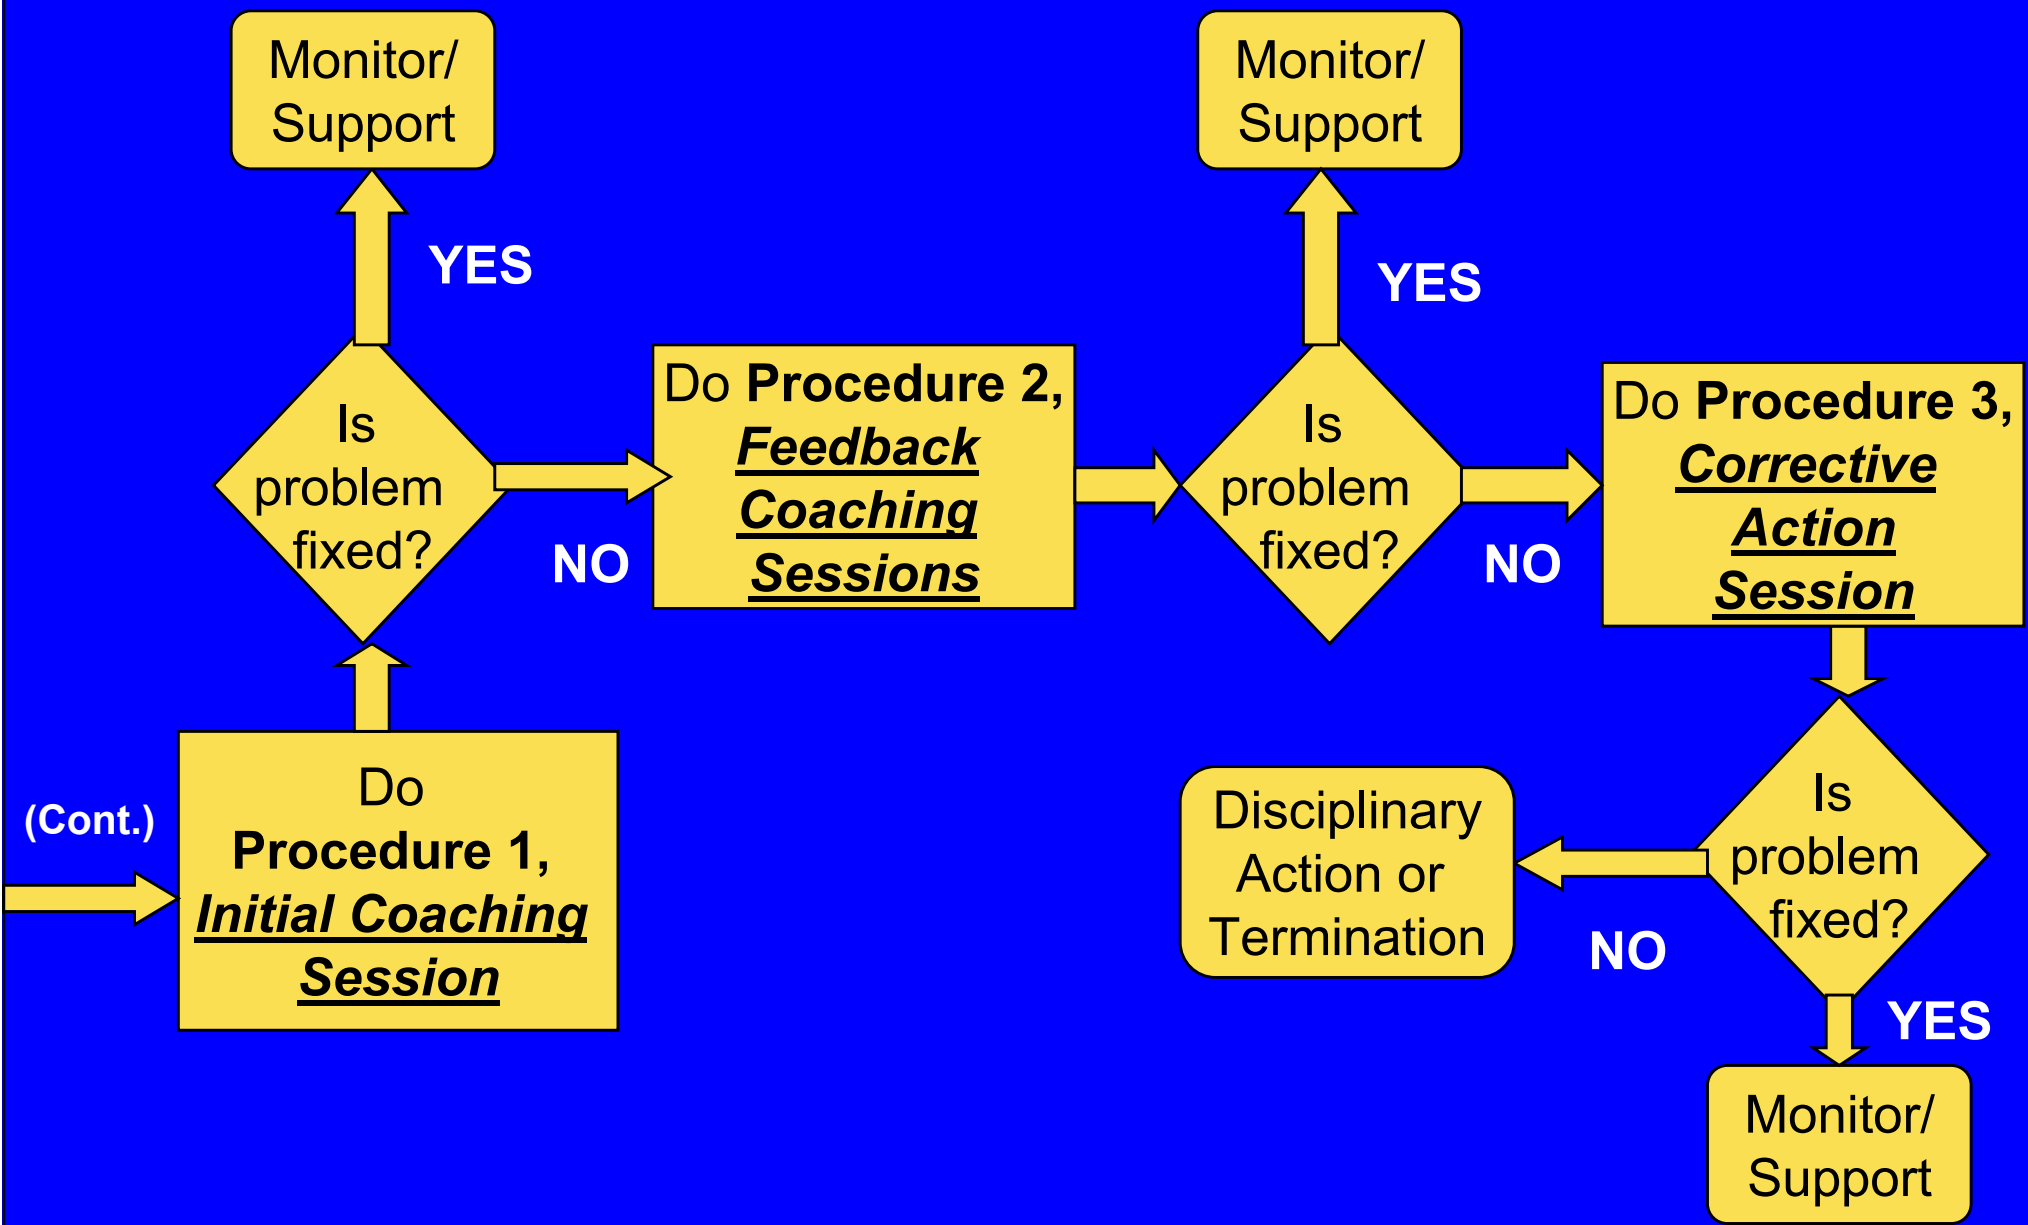 Monitor/
Support
YES
Is
problem
fixed?
NO
Do Procedure 2,
Feedback
Coaching
Sessions
Monitor/
Support
YES
Is
problem
fixed?
NO
Do Procedure 3,
Corrective
Action
Session
(Cont.)
Do
Procedure 1,
Initial Coaching
Session
Disciplinary
Action or
Termination
NO
Is
problem
fixed?
YES
Monitor/
Support